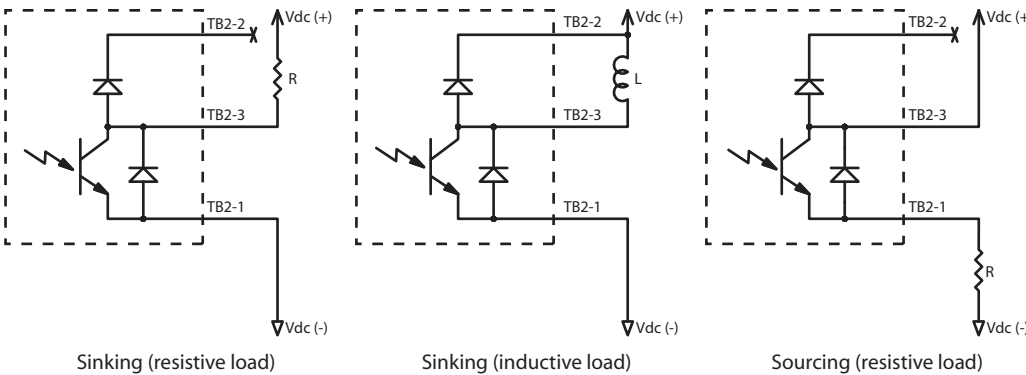 TB2-2
Vdc (+)
R
TB2-3
TB2-1
Vdc (-)
Sinking (resistive load)
TB2-2
Vdc (+)
L
TB2-3
TB2-1
Vdc (-)
Sinking (inductive load)
TB2-2
Vdc (+
TB2-3
TB2-1
R
Vdc (-)
Sourcing (resistive load)